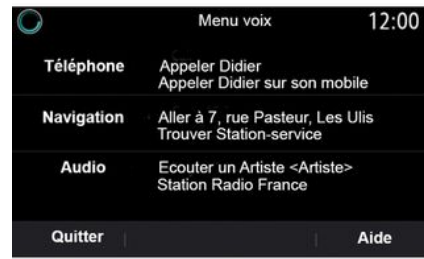 Menu voix
12:00
Téléphone
Appeler Didier
Appeler Didier sur son mobile
Navigation
Aller à 7, rue Pasteur, Les Ulis
Trouver Station-service
Audio
Ecouter un Artiste <Artiste>
Station Radio France
Quitter
Aide